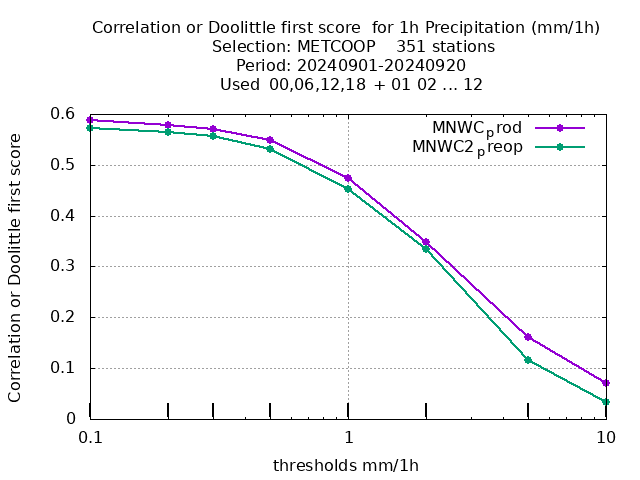 Correlation or Doolittle first score  for 1h Precipitation (mm/1h)
Selection: METCOOP    351 stations
Period: 20240901-20240920
Used  00,06,12,18  + 01 02 ... 12
MNWCprod
MNWC2preop
Correlation or Doolittle first score
0.6
0.5
0.4
0.3
0.2
0.1
0
0.1
1
10
thresholds mm/1h